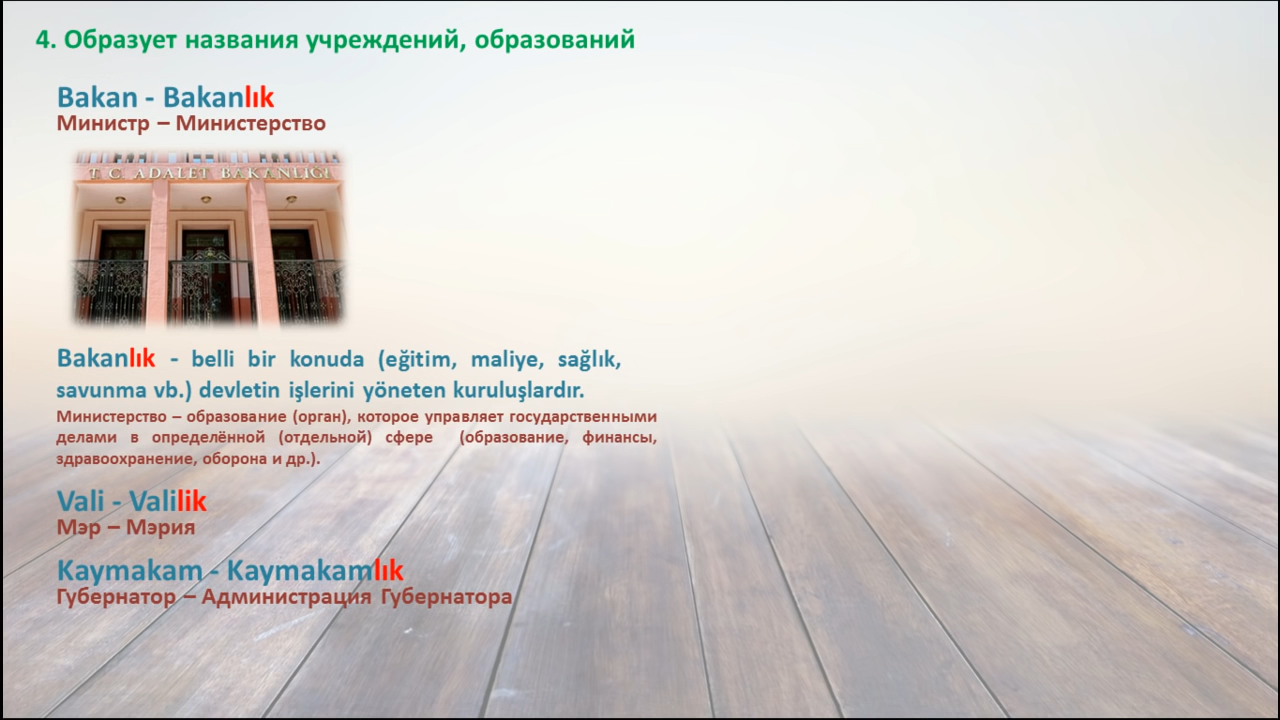 4. Образует названия учреждений, образований
Bakan - Bakanlık
Министр – Министерство
T.C. ADALET BAKANLIĞI
Bakanlık - belli bir konuda (eğitim, maliye, sağlık,
savunma vb.) devletin işlerini yöneten kuruluşlardır.
Министерство – образование (орган), которое управляет государственными
делами в определённой (отдельной) сфере (образование, финансы,
здравоохранение, оборона и др.).
Vali - Valilik
Мэр – Мэрия
Kaymakam - Kaymakamlık
Губернатор – Администрация Губернатора